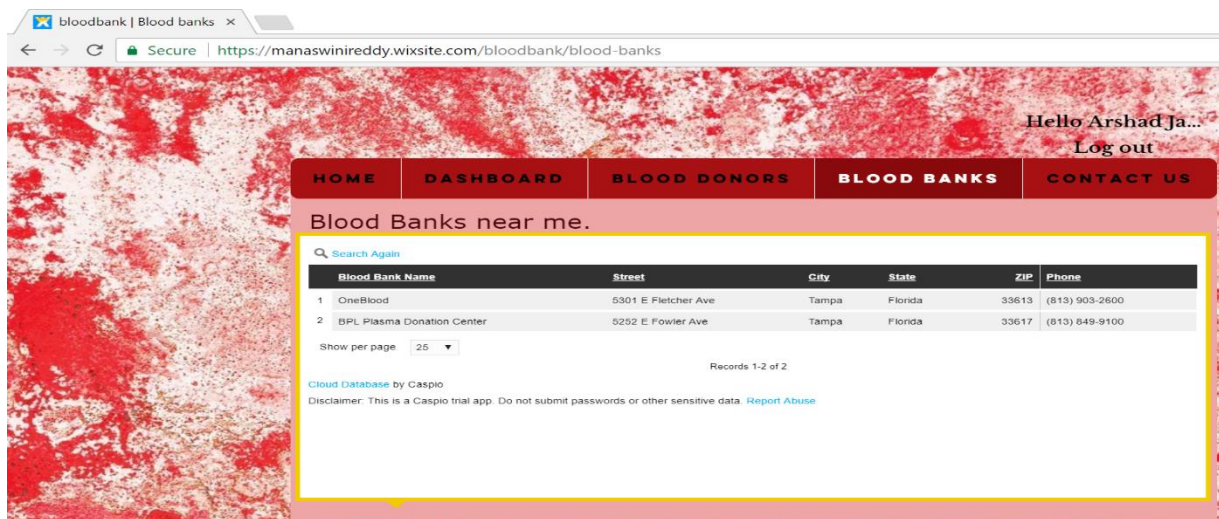 bloodbank | Blood banks ×
Secure | https://manaswinireddy.wixsite.com/bloodbank/blood-banks
Hello Arshad Ja...
Log out
HOME DASHBOARD BLOOD DONORS BLOOD BANKS CONTACT US
Blood Banks near me.
Search Again
Blood Bank Name Street City State ZIP Phone
1 OneBlood 5301 E Fletcher Ave Tampa Florida 33613 (813) 903-2600
2 BPL Plasma Donation Center 5252 E Fowler Ave Tampa Florida 33617 (813) 849-9100
Show per page 25
Records 1-2 of 2
Cloud Database by Caspio
Disclaimer: This is a Caspio trial app. Do not submit passwords or other sensitive data. Report Abuse